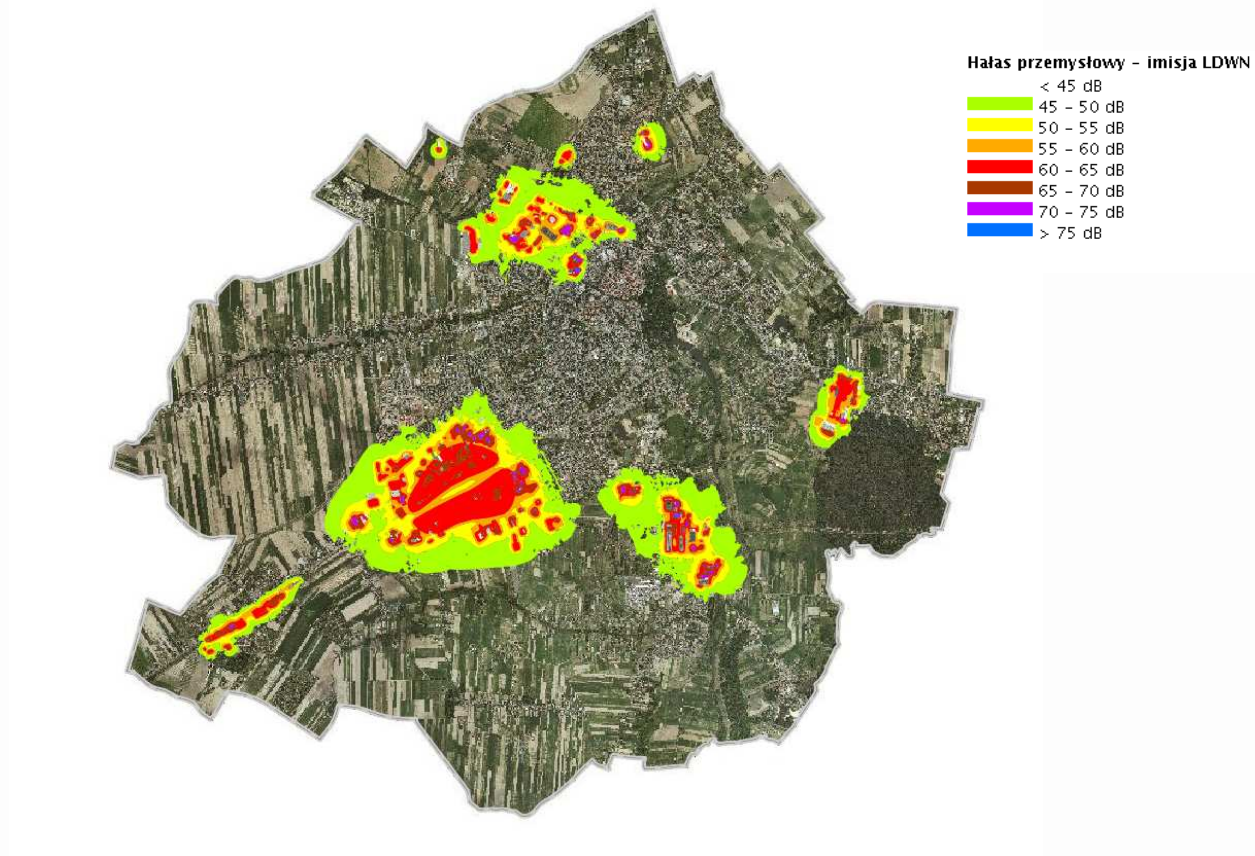 Hałas przemysłowy – imisja LDWN
< 45 dB
45 – 50 dB
50 – 55 dB
55 – 60 dB
60 – 65 dB
65 – 70 dB
70 – 75 dB
> 75 dB